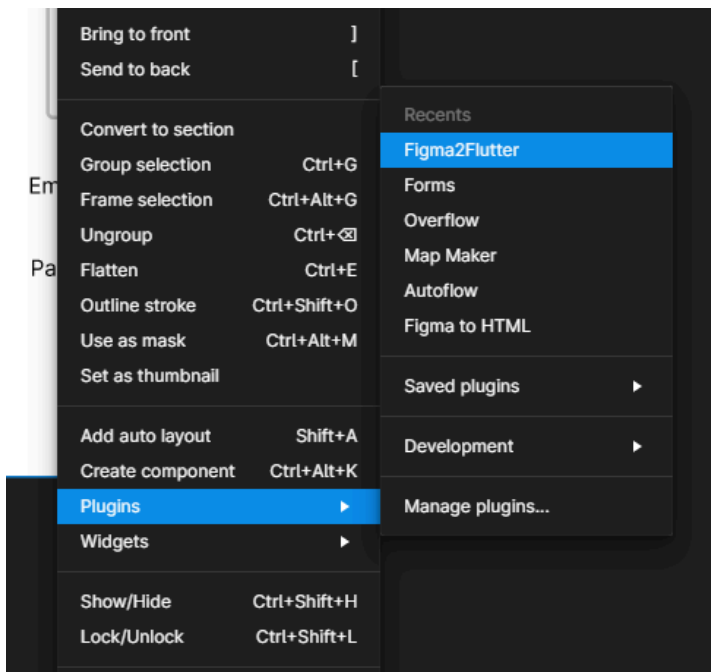 Bring to front ]
Send to back [
Convert to section
Group selection Ctrl+G
Frame selection Ctrl+Alt+G
Ungroup Ctrl+⌫
Flatten Ctrl+E
Outline stroke Ctrl+Shift+O
Use as mask Ctrl+Alt+M
Set as thumbnail
Add auto layout Shift+A
Create component Ctrl+Alt+K
Plugins
Widgets
Show/Hide Ctrl+Shift+H
Lock/Unlock Ctrl+Shift+L
Recents
Figma2Flutter
Forms
Overflow
Map Maker
Autoflow
Figma to HTML
Saved plugins
Development
Manage plugins...
Em
Pa